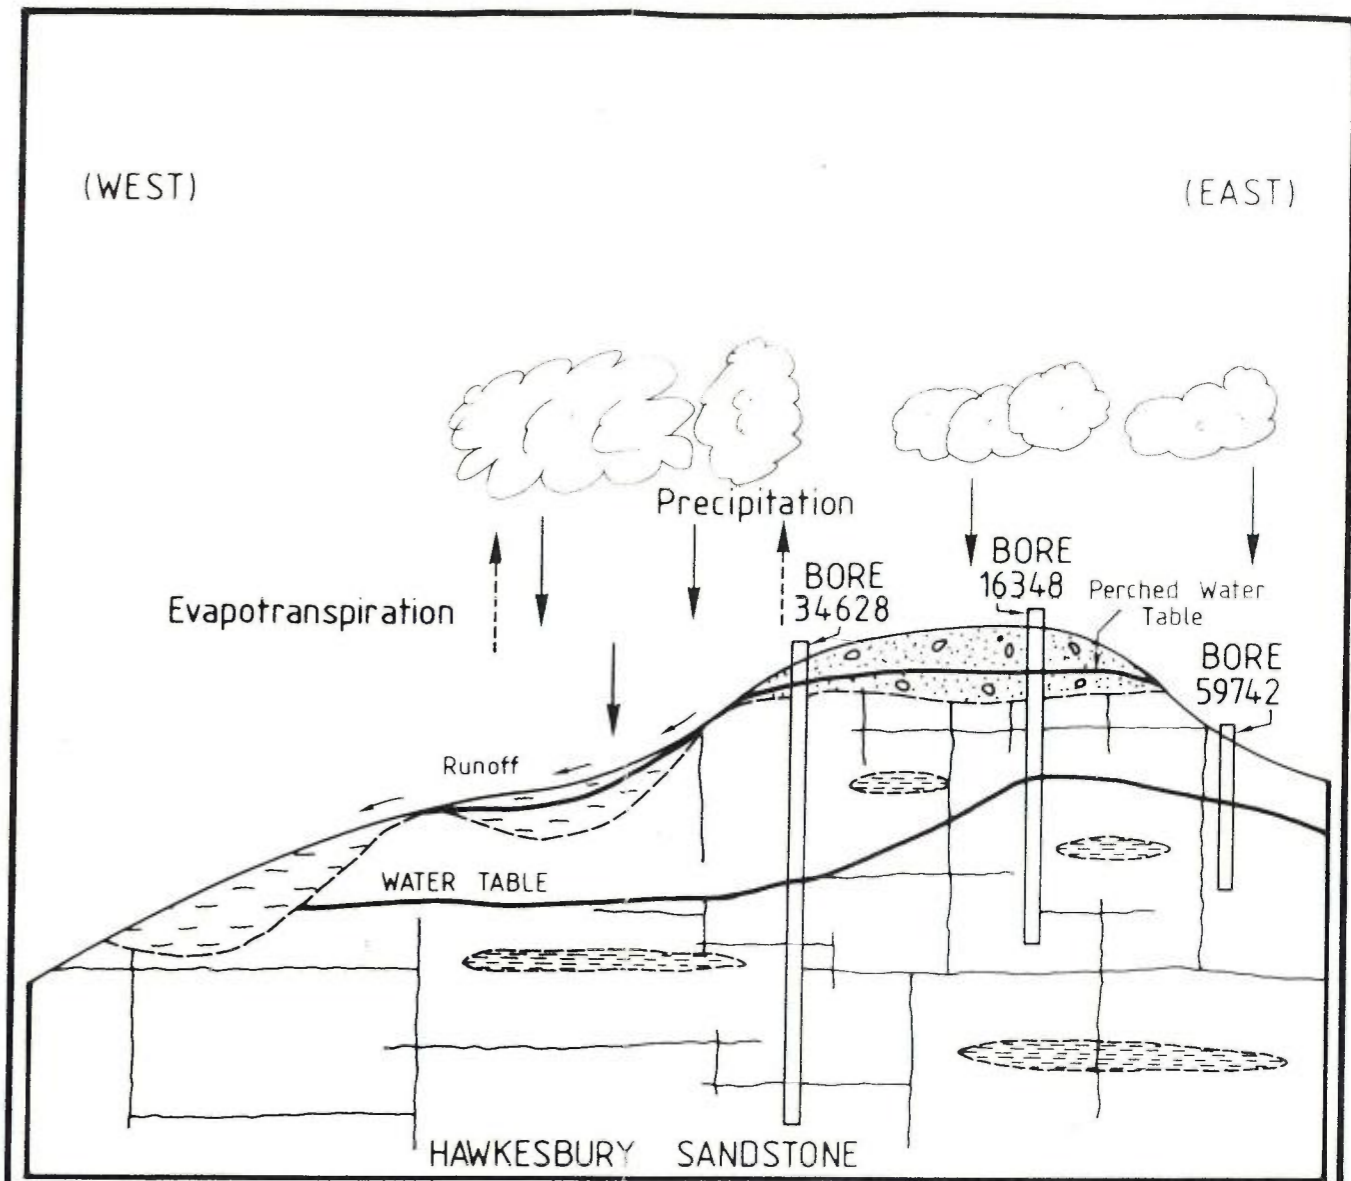 (WEST)
(EAST)
Precipitation
Evapotranspiration
BORE
34628
BORE
16348
Perched Water
Table
BORE
59742
Runoff
WATER TABLE
HAWKESBURY SANDSTONE